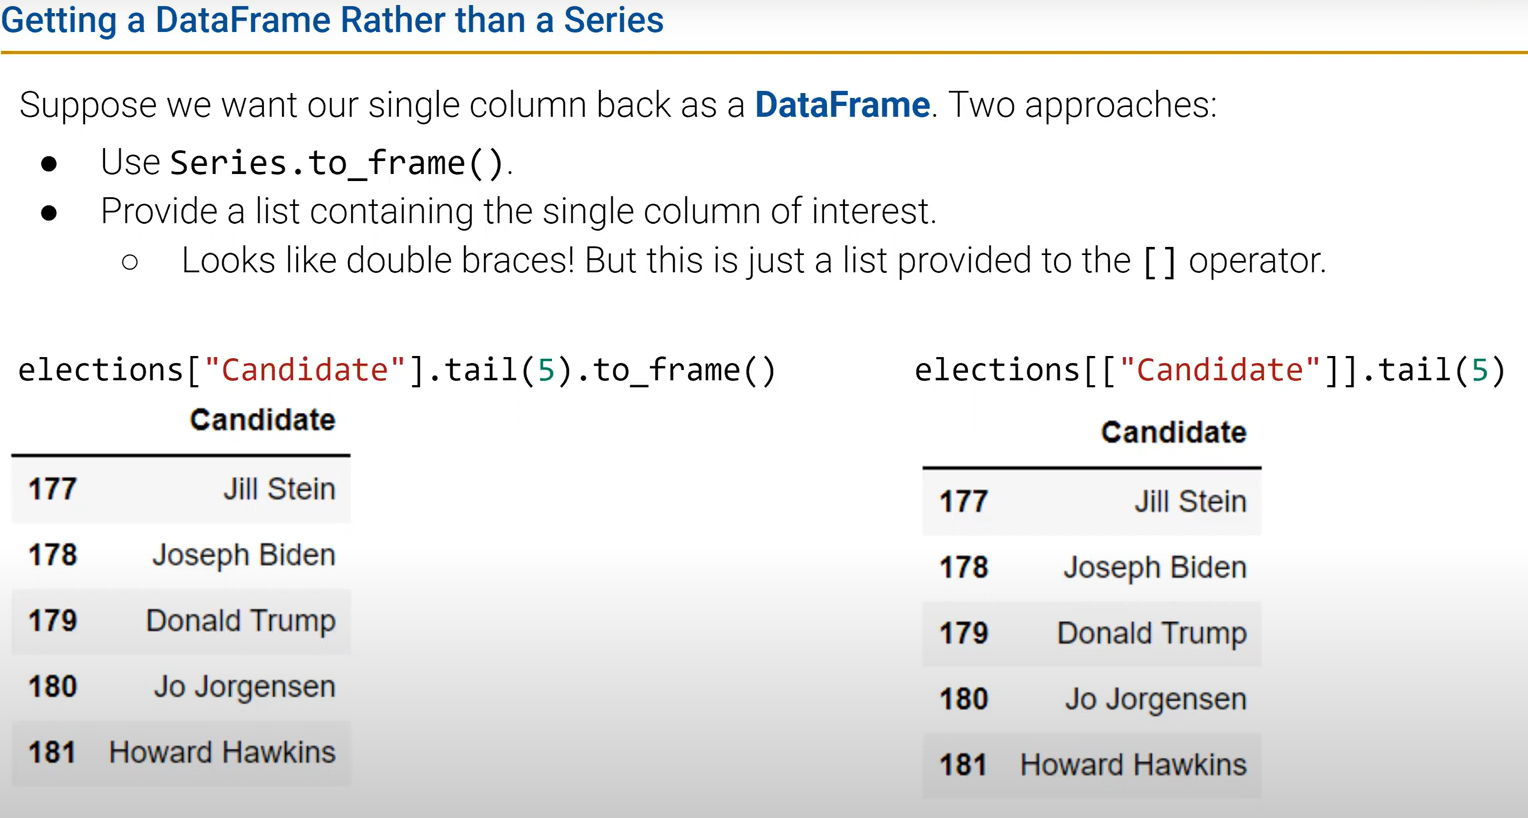 Getting a DataFrame Rather than a Series
Suppose we want our single column back as a DataFrame. Two approaches:
● Use Series.to_frame().
● Provide a list containing the single column of interest.
○ Looks like double braces! But this is just a list provided to the [] operator.
elections["Candidate"].tail(5).to_frame()
Candidate
177 Jill Stein
178 Joseph Biden
179 Donald Trump
180 Jo Jorgensen
181 Howard Hawkins
elections[["Candidate"]].tail(5)
Candidate
177 Jill Stein
178 Joseph Biden
179 Donald Trump
180 Jo Jorgensen
181 Howard Hawkins